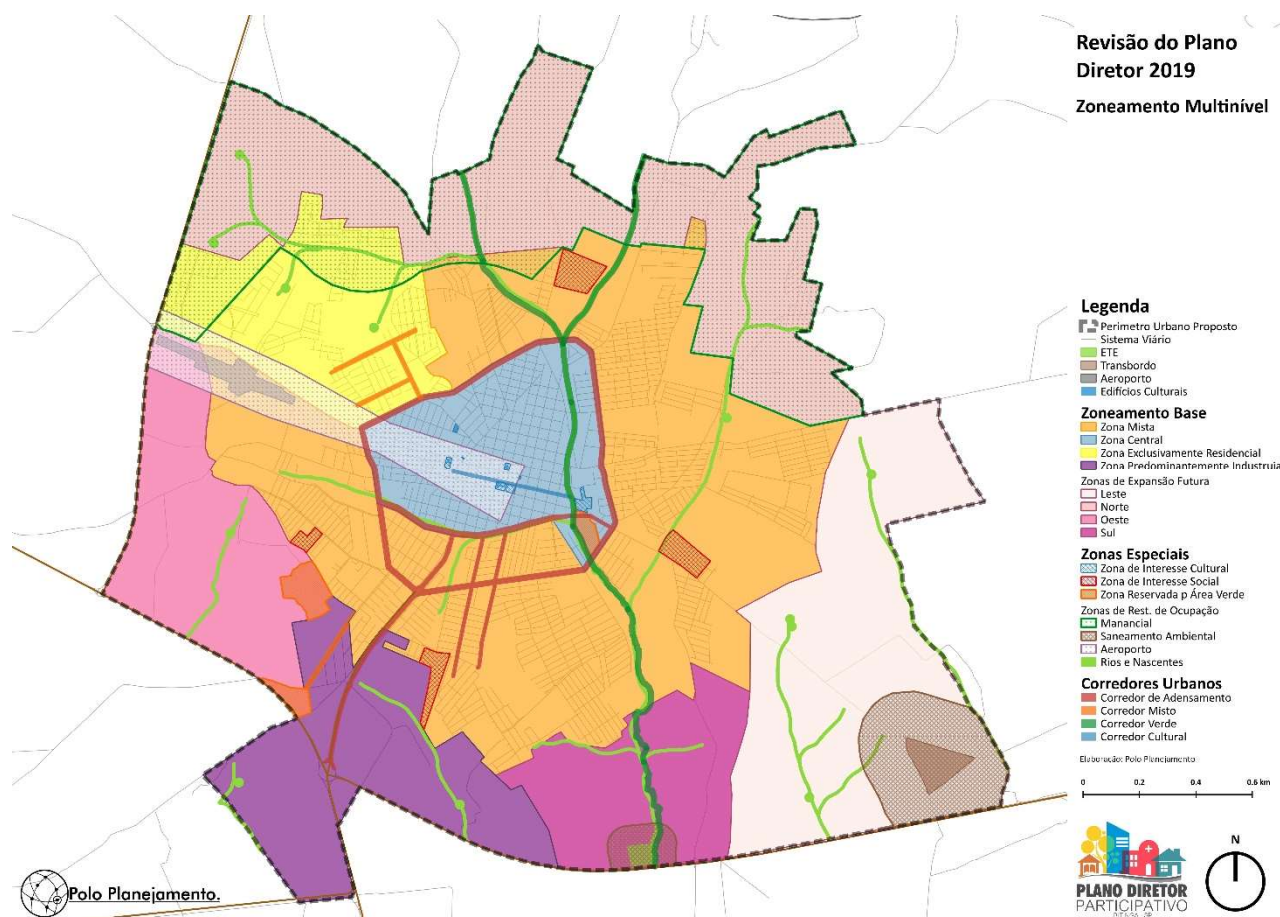 Revisão do Plano
Diretor 2019
Zoneamento Multinível
Legenda
Perimetro Urbano Proposto
Sistema Viário
ETE
Transbordo
Aeroporto
Edifícios Culturais
Zoneamento Base
Zona Mista
Zona Central
Zona Exclusivamente Residencial
Zona Predominantemente Industrial
Zonas de Expansão Futura
Leste
Norte
Oeste
Sul
Zonas Especiais
Zona de Interesse Cultural
Zona de Interesse Social
Zona Reservada p Área Verde
Zonas de Rest. de Ocupação
Manancial
Saneamento Ambiental
Aeroporto
Rios e Nascentes
Corredores Urbanos
Corredor de Adensamento
Corredor Misto
Corredor Verde
Corredor Cultural
Elaboração: Polo Planejamento
0 0.2 0.4 0.6 km
N
PLANO DIRETOR
PARTICIPATIVO
Polo Planejamento.